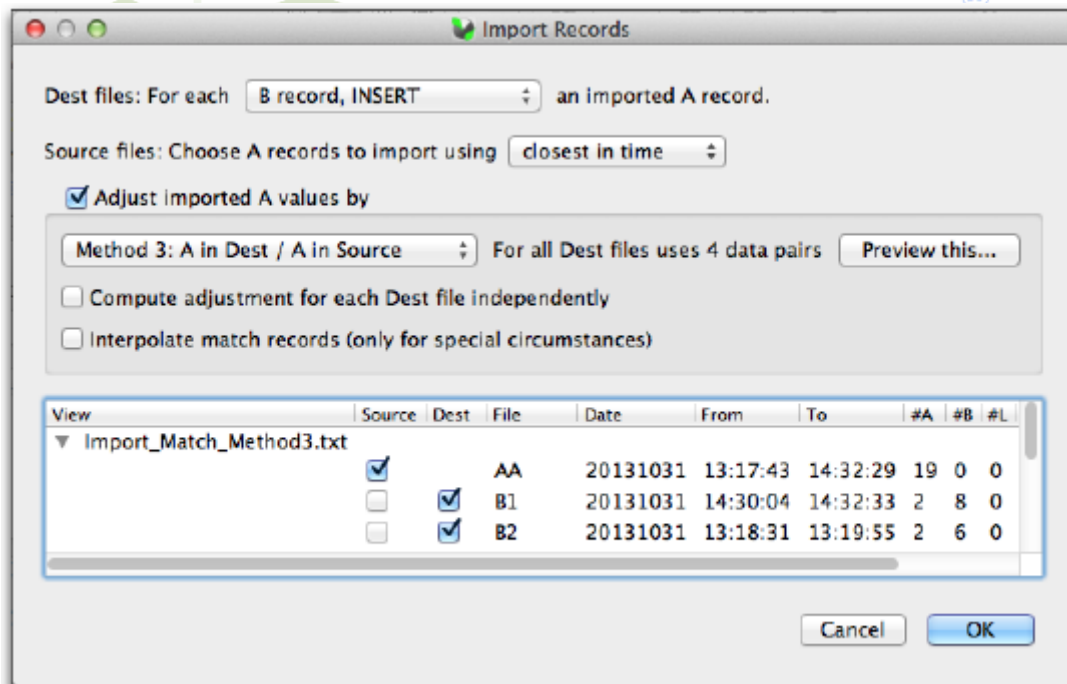 Import Records
Dest files: For each B record, INSERT an imported A record.
Source files: Choose A records to import using closest in time
Adjust imported A values by
Method 3: A in Dest / A in Source For all Dest files uses 4 data pairs Preview this...
Compute adjustment for each Dest file independently
Interpolate match records (only for special circumstances)
View Source Dest File Date From To #A #B #L
Import_Match_Method3.txt
AA 20131031 13:17:43 14:32:29 19 0 0
B1 20131031 14:30:04 14:32:33 2 8 0
B2 20131031 13:18:31 13:19:55 2 6 0
Cancel OK